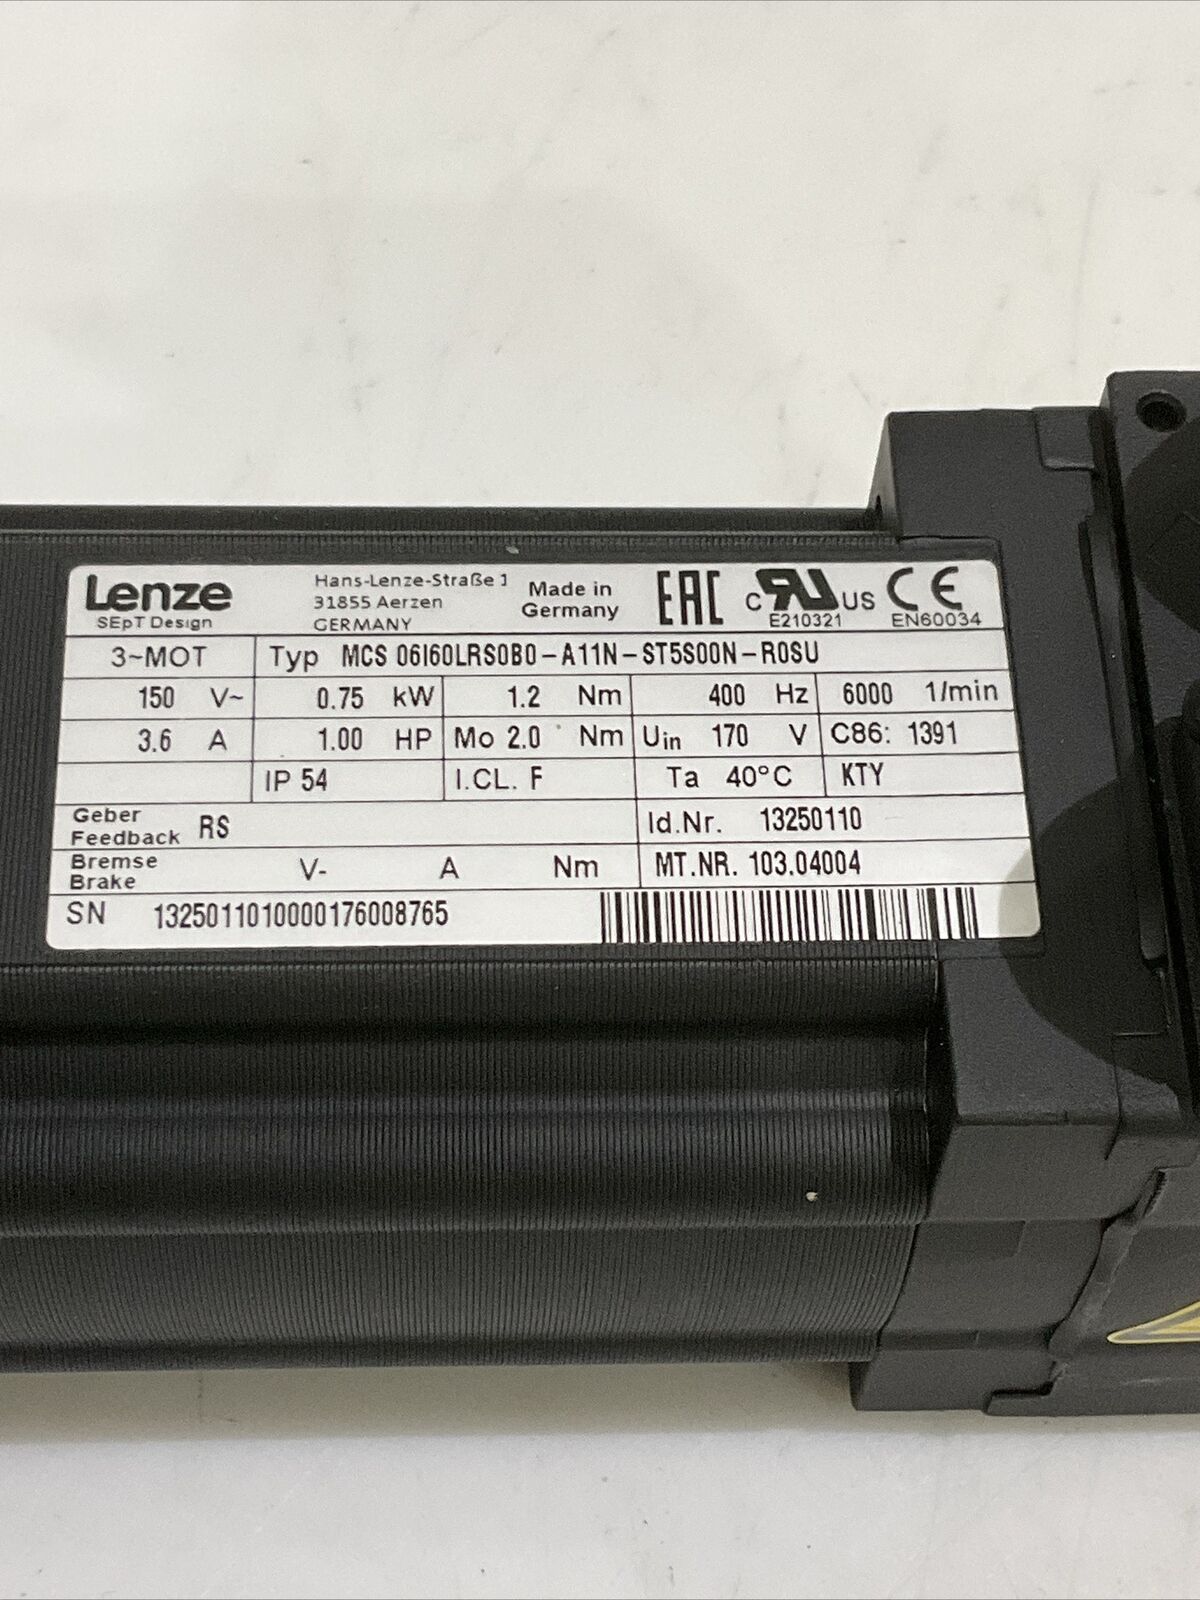 Lenze
SEpT Design
Hans-Lenze-Straße 1
31855 Aerzen
GERMANY
Made in
Germany
EAC
C US
E210321
CE
EN60034
3~MOT Typ MCS 06I60LRS0B0-A11N-ST5S00N-R0SU
150 V~ 0.75 kW 1.2 Nm 400 Hz 6000 1/min
3.6 A 1.00 HP Mo 2.0 Nm Uin 170 V C86: 1391
IP 54 I.CL. F Ta 40°C KTY
Geber
Feedback RS Id.Nr. 13250110
Bremse
Brake V- A Nm MT.NR. 103.04004
SN 1325011010000176008765